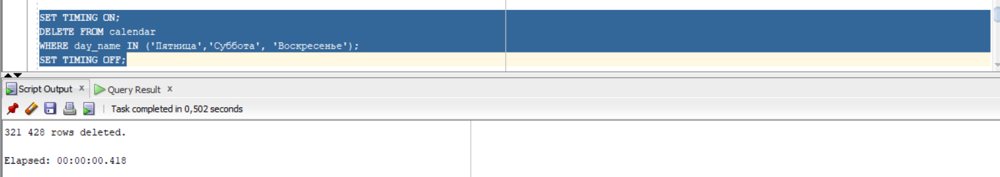 SET TIMING ON;
DELETE FROM calendar
WHERE day_name IN ('Пятница','Суббота', 'Воскресенье');
SET TIMING OFF;
Script Output x Query Result x
Task completed in 0,502 seconds
321 428 rows deleted.
Elapsed: 00:00:00.418